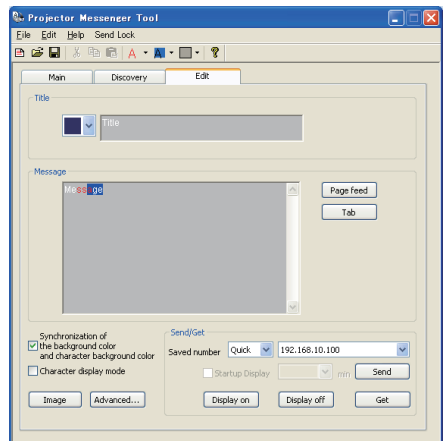 Projector Messenger Tool
File Edit Help Send Lock
A A ?
Main Discovery Edit
Title
Title
Message
Message
Page feed
Tab
Synchronization of
the background color
and character background color
Character display mode
Image Advanced...
Send/Get
Saved number Quick 192.168.10.100
Startup Display min Send
Display on Display off Get